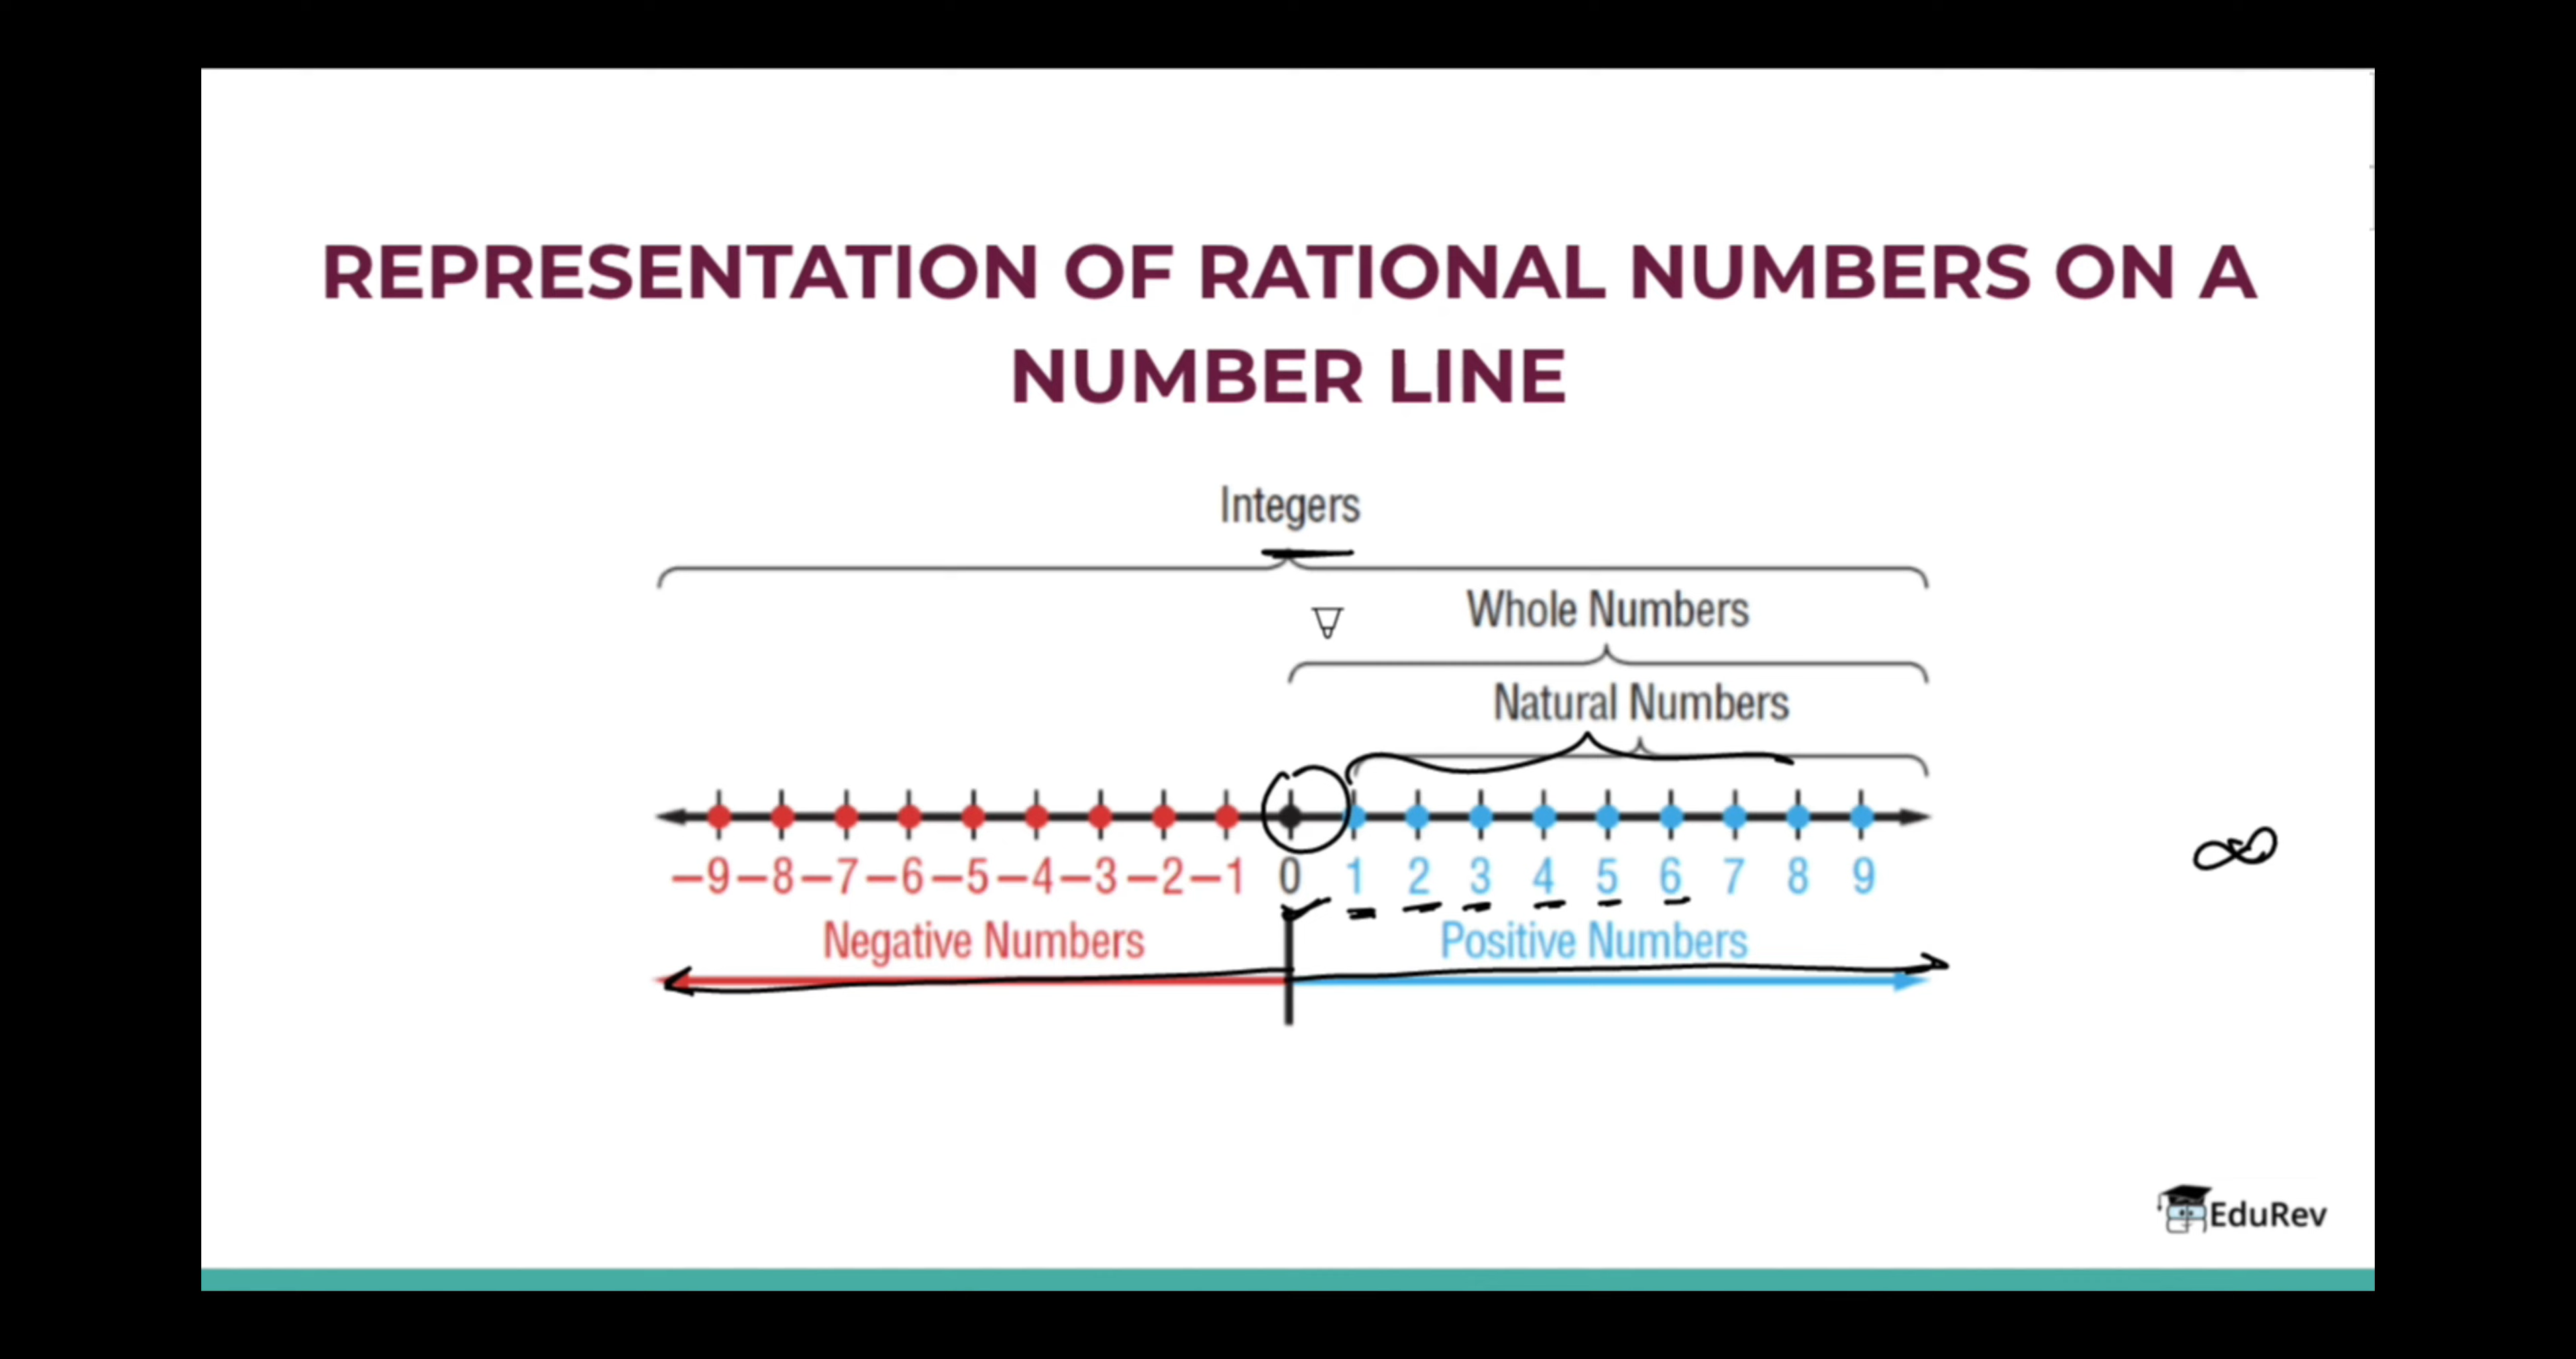 REPRESENTATION OF RATIONAL NUMBERS ON A
NUMBER LINE
Integers
Whole Numbers
Natural Numbers
−9 −8 −7 −6 −5 −4 −3 −2 −1 0 1 2 3 4 5 6 7 8 9
Negative Numbers Positive Numbers
∞
EduRev